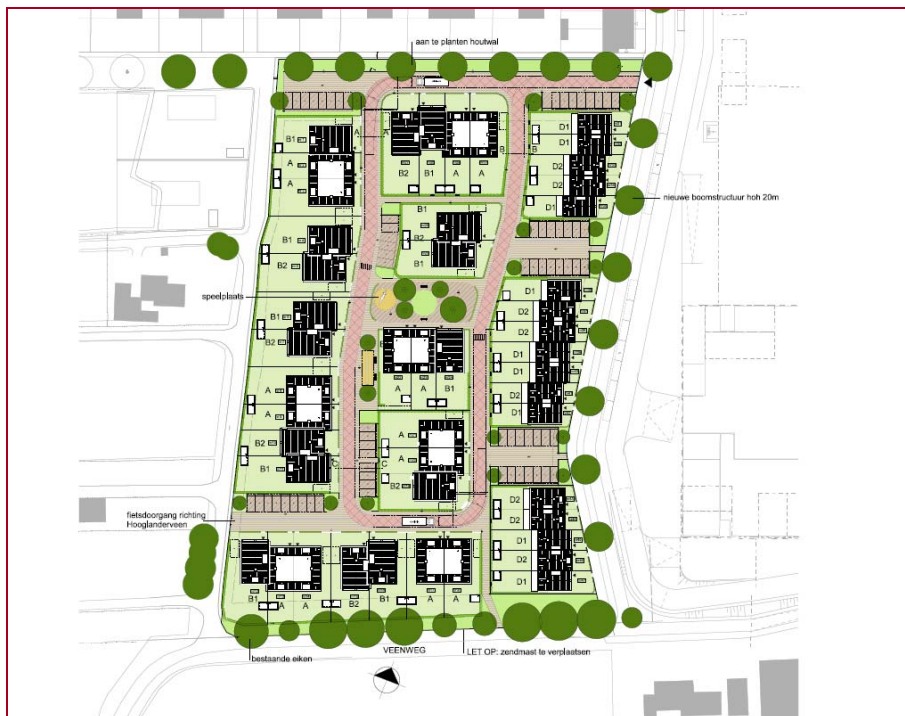 aan te planten houtwal
B1
A
A
A
A
B2
B1
A
A
B
B
D1
D1
D2
D2
D1
nieuwe boomstructuur hoh 20m
B1
B2
B1
B2
B1
speelplaats
D1
D2
D2
D1
D1
D2
D1
B1
B2
A
A
B1
A
A
B2
B1
C
C
A
B2
fietsdoorgang richting
Hooglanderveen
D2
D2
D1
D1
B1
A
A
B2
B1
A
A
bestaande eiken
VEENWEG
LET OP: zendmast te verplaatsen